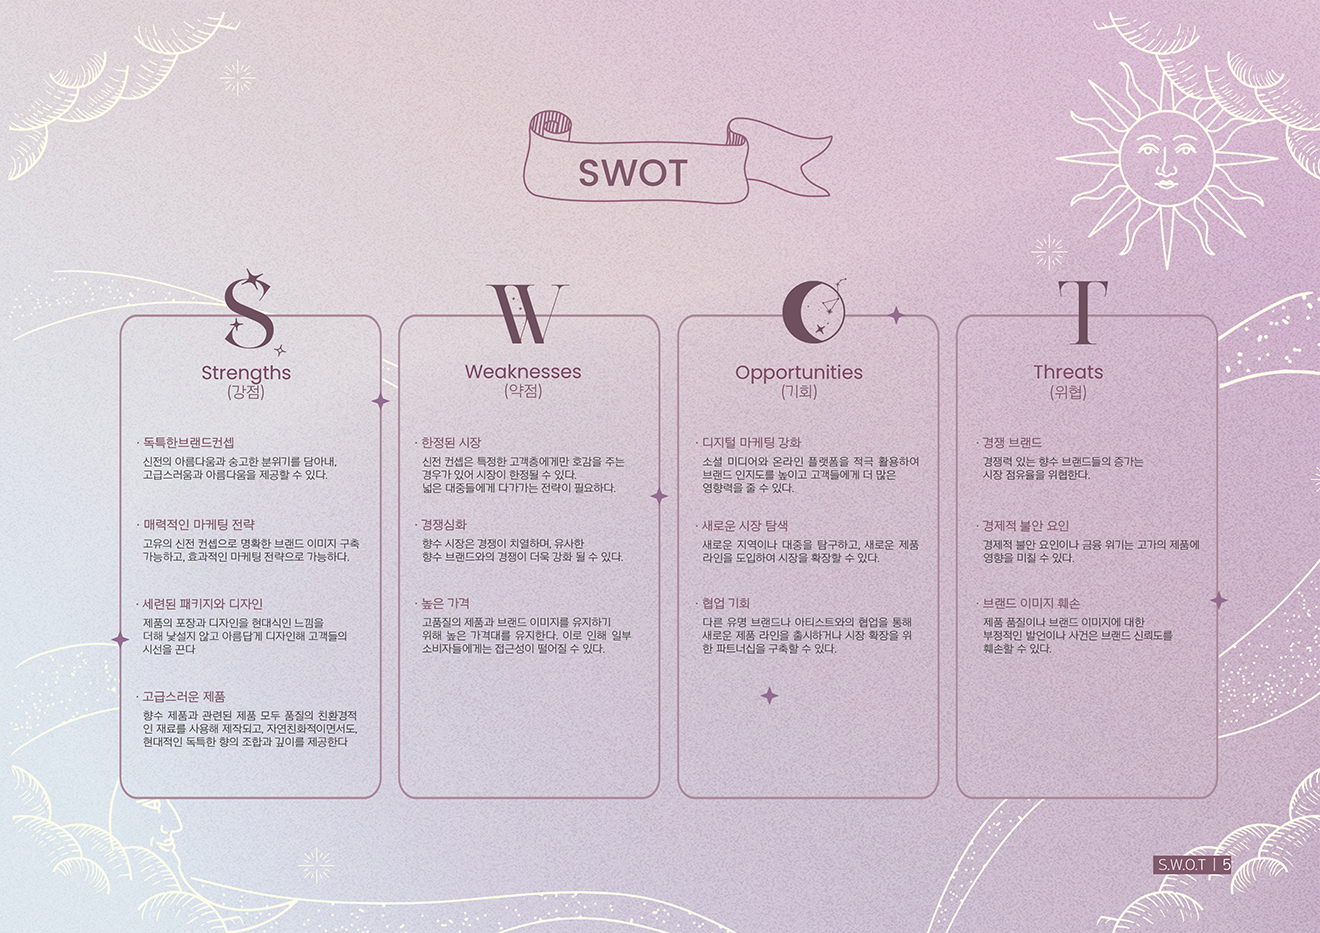 SWOT
S
Strengths
(강점)
· 독특한브랜드컨셉
신전의 아름다움과 숭고한 분위기를 담아내,
고급스러움과 아름다움을 제공할 수 있다.
· 매력적인 마케팅 전략
고유의 신전 컨셉으로 명확한 브랜드 이미지 구축
가능하고, 효과적인 마케팅 전략으로 가능하다.
· 세련된 패키지와 디자인
제품의 포장과 디자인을 현대식인 느낌을
더해 낯설지 않고 아름답게 디자인해 고객들의
시선을 끈다
· 고급스러운 제품
향수 제품과 관련된 제품 모두 품질의 친환경적
인 재료를 사용해 제작되고, 자연친화적이면서도,
현대적인 독특한 향의 조합과 깊이를 제공한다
W
Weaknesses
(약점)
· 한정된 시장
신전 컨셉은 특정한 고객층에게만 호감을 주는
경우가 있어 시장이 한정될 수 있다.
넓은 대중들에게 다가가는 전략이 필요하다.
· 경쟁심화
향수 시장은 경쟁이 치열하며, 유사한
향수 브랜드와의 경쟁이 더욱 강화 될 수 있다.
· 높은 가격
고품질의 제품과 브랜드 이미지를 유지하기
위해 높은 가격대를 유지한다. 이로 인해 일부
소비자들에게는 접근성이 떨어질 수 있다.
O
Opportunities
(기회)
· 디지털 마케팅 강화
소셜 미디어와 온라인 플랫폼을 적극 활용하여
브랜드 인지도를 높이고 고객들에게 더 많은
영향력을 줄 수 있다.
· 새로운 시장 탐색
새로운 지역이나 대중을 탐구하고, 새로운 제품
라인을 도입하여 시장을 확장할 수 있다.
· 협업 기회
다른 유명 브랜드나 아티스트와의 협업을 통해
새로운 제품 라인을 출시하거나 시장 확장을 위
한 파트너십을 구축할 수 있다.
T
Threats
(위협)
· 경쟁 브랜드
경쟁력 있는 향수 브랜드들의 증가는
시장 점유율을 위협한다.
· 경제적 불안 요인
경제적 불안 요인이나 금융 위기는 고가의 제품에
영향을 미칠 수 있다.
· 브랜드 이미지 훼손
제품 품질이나 브랜드 이미지에 대한
부정적인 발언이나 사건은 브랜드 신뢰도를
훼손할 수 있다.
S.W.O.T | 5